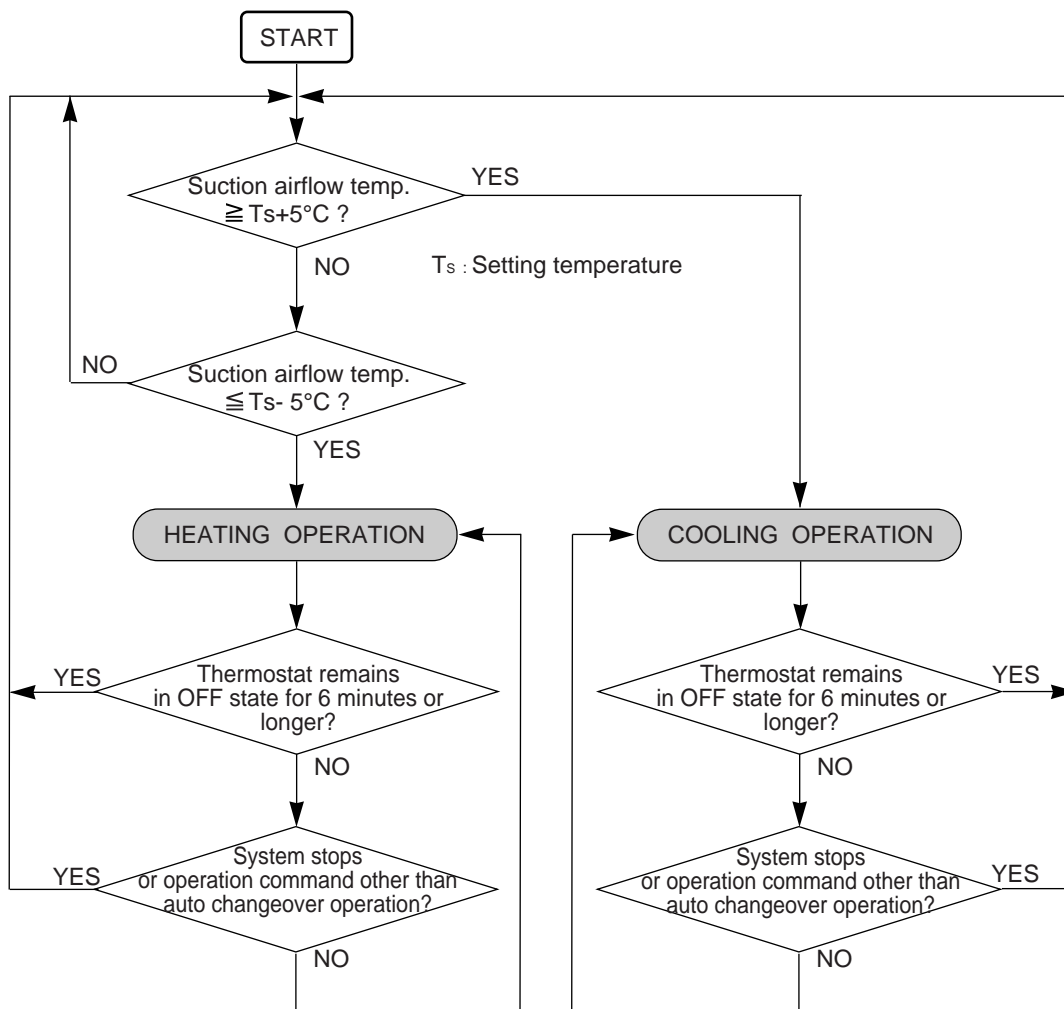 START
Suction airflow temp.
≧ Ts+5°C ?
YES
NO
Ts : Setting temperature
NO
Suction airflow temp.
≦ Ts- 5°C ?
YES
HEATING OPERATION
COOLING OPERATION
YES
Thermostat remains
in OFF state for 6 minutes or
longer?
NO
Thermostat remains
in OFF state for 6 minutes or
longer?
YES
NO
YES
System stops
or operation command other than
auto changeover operation?
NO
System stops
or operation command other than
auto changeover operation?
YES
NO